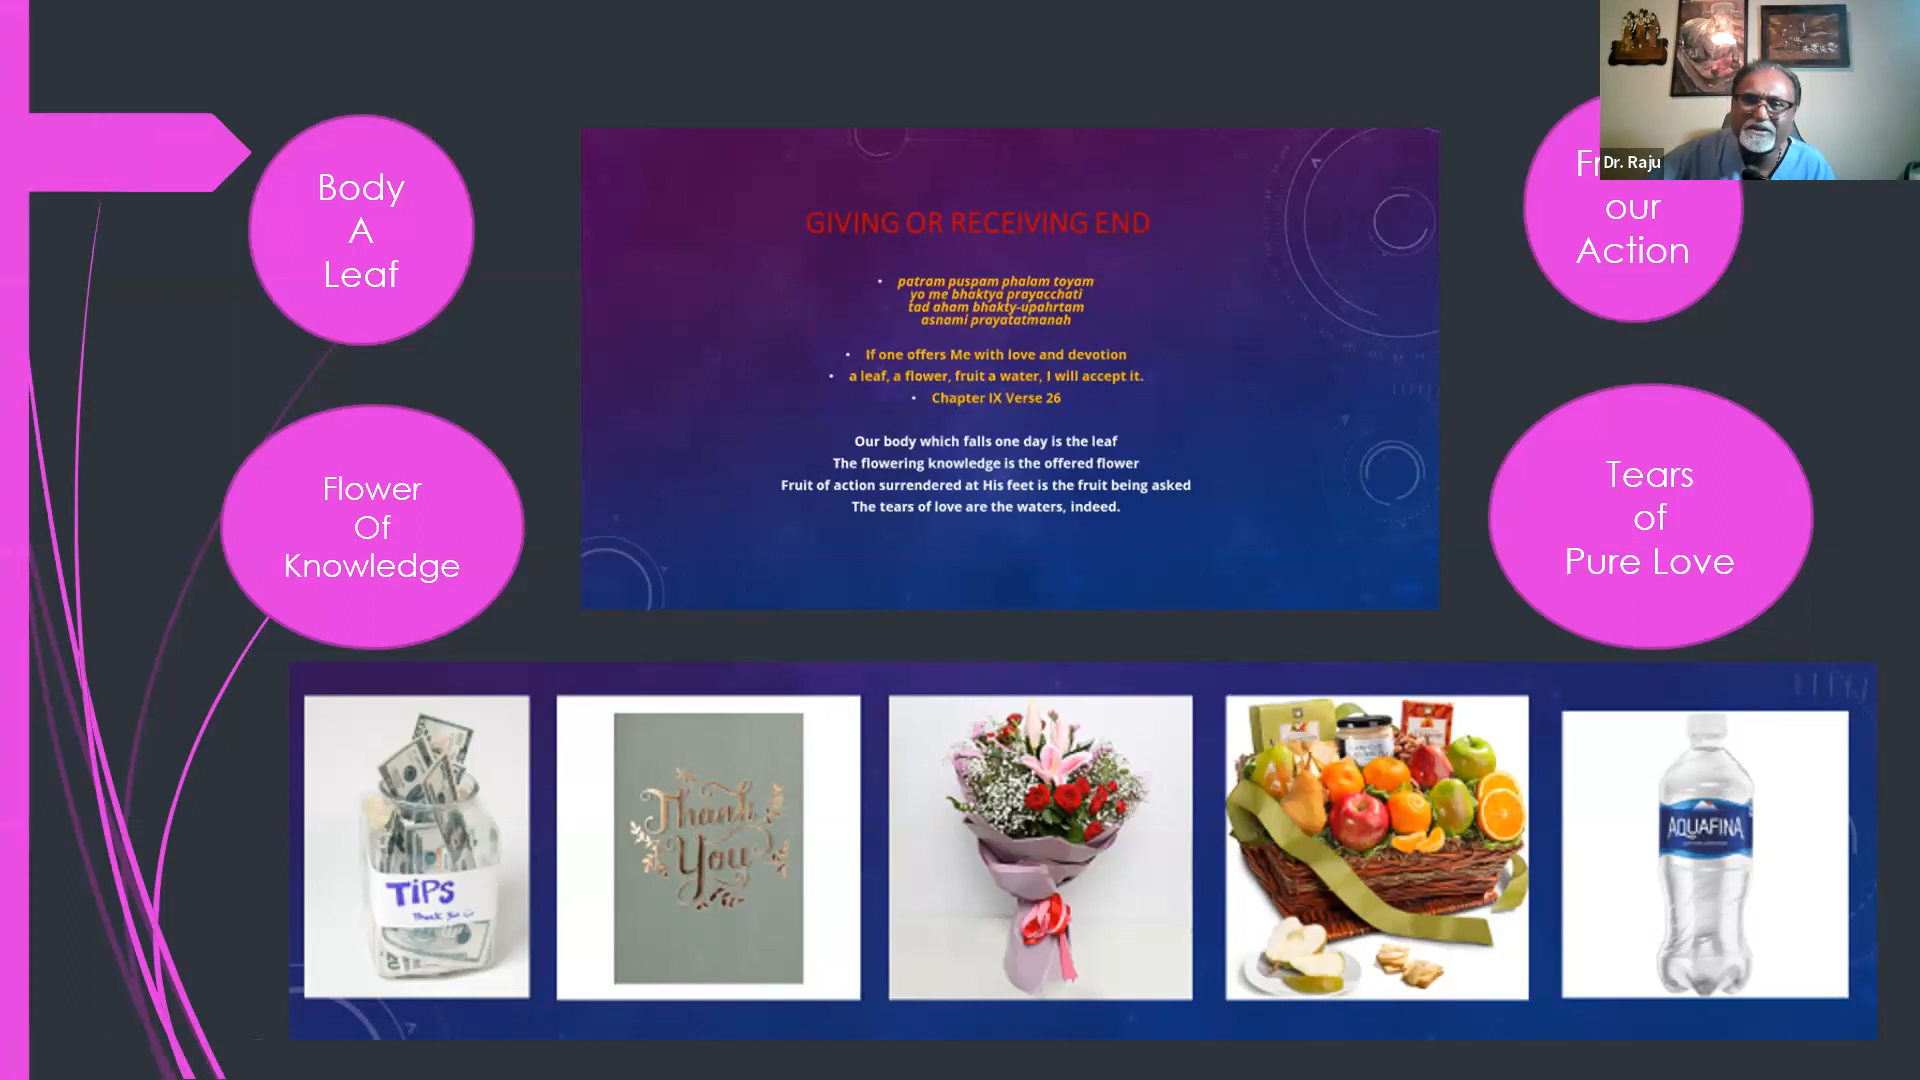 Body
A
Leaf
Flower
Of
Knowledge
GIVING OR RECEIVING END
• patram puspam phalam toyam
yo me bhaktya prayacchati
tad aham bhakty-upahrtam
asnami prayatatmanah
• If one offers Me with love and devotion
• a leaf, a flower, fruit a water, I will accept it.
• Chapter IX Verse 26
Our body which falls one day is the leaf
The flowering knowledge is the offered flower
Fruit of action surrendered at His feet is the fruit being asked
The tears of love are the waters, indeed.
Dr. Raju
our
Action
Tears
of
Pure Love
TiPS
Thank You
Thank
You
AQUAFINA